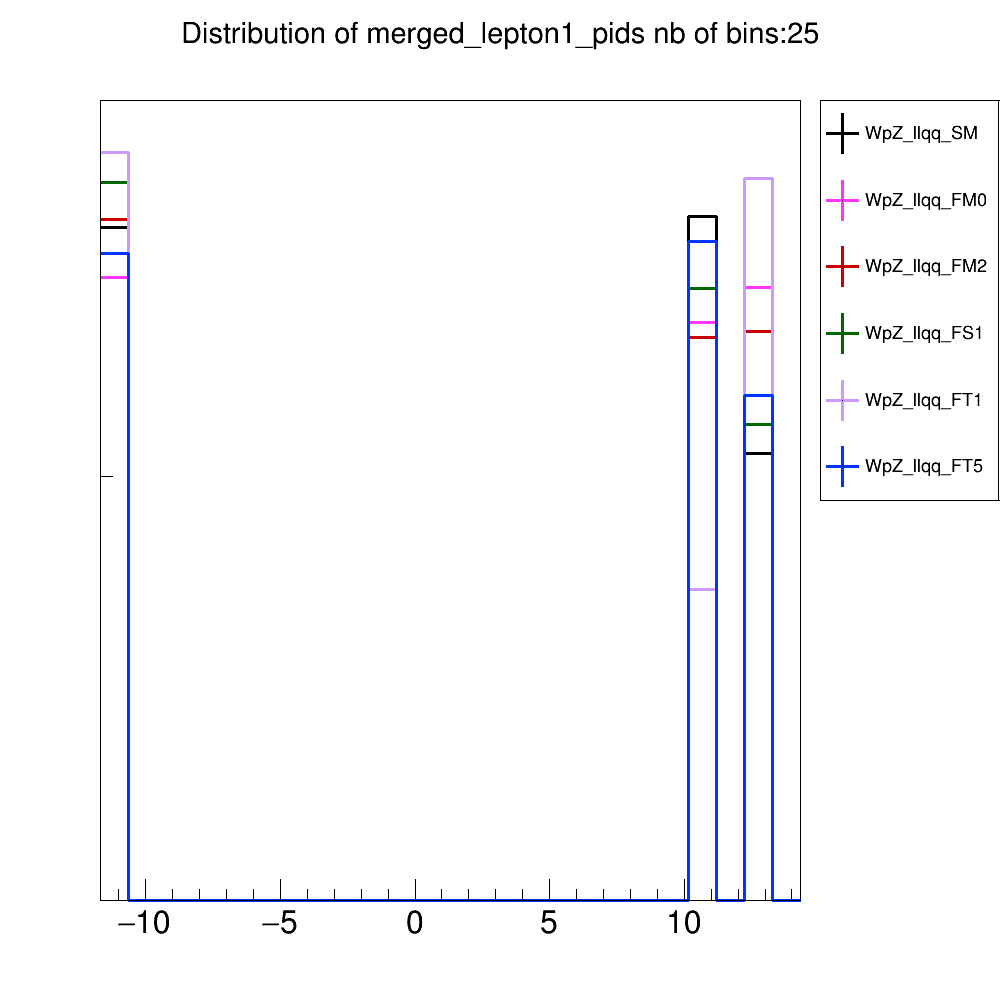 Distribution of merged_lepton1_pids nb of bins:25
WpZ_llqq_SM
WpZ_llqq_FM0
WpZ_llqq_FM2
WpZ_llqq_FS1
WpZ_llqq_FT1
WpZ_llqq_FT5
−10 −5 0 5 10